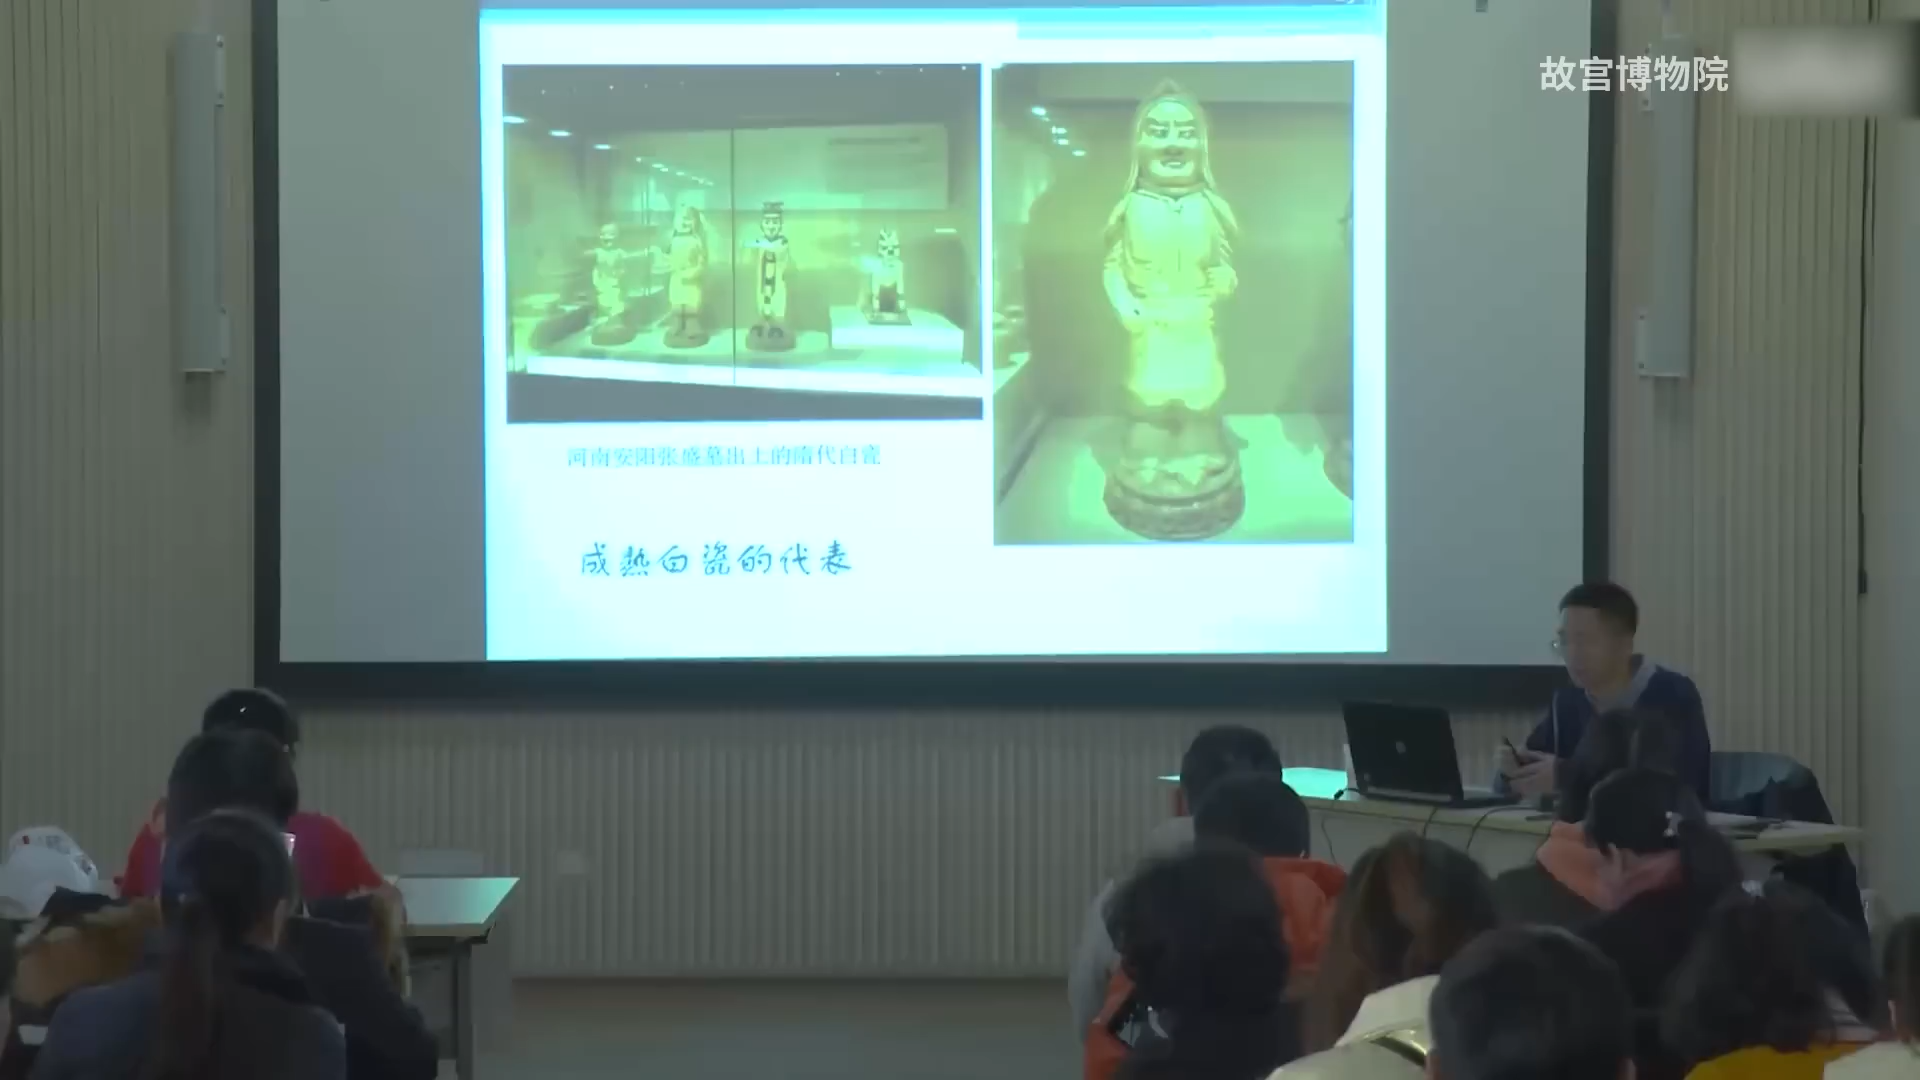 故宫博物院
河南安阳张盛墓出土的隋代白瓷
成熟白瓷的代表